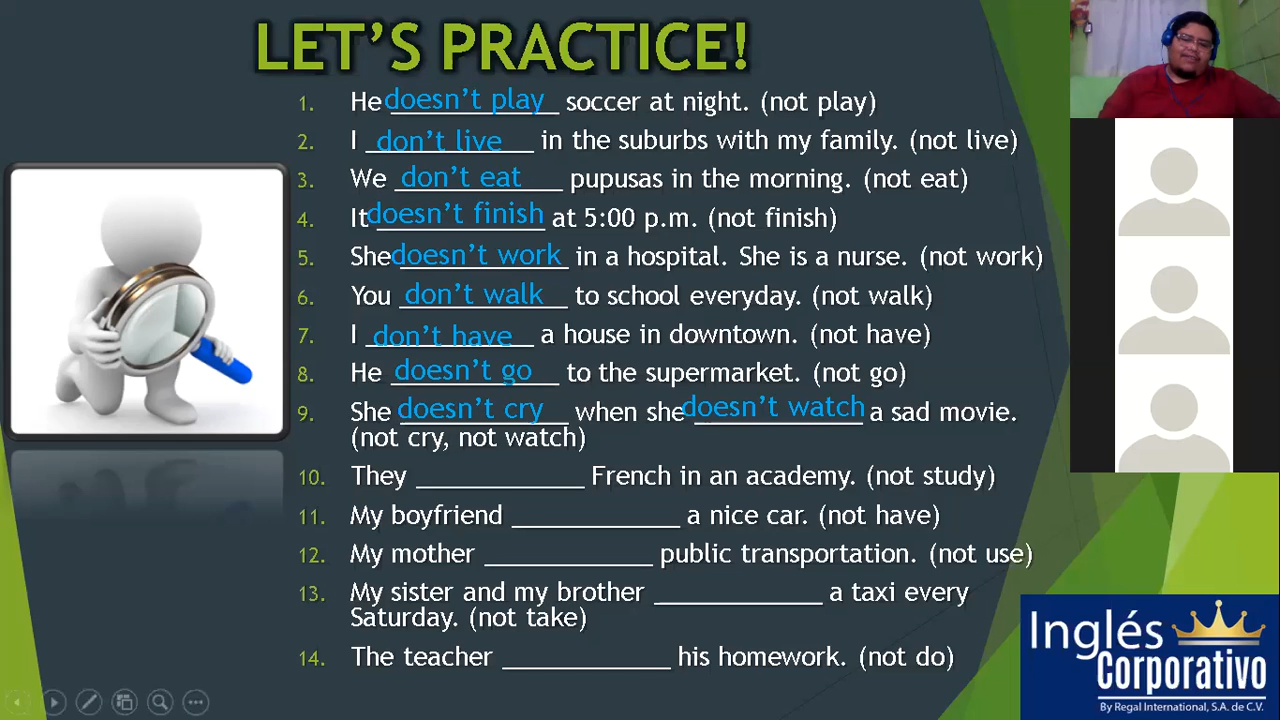 LET'S PRACTICE!
1. He doesn't play soccer at night. (not play)
2. I don't live in the suburbs with my family. (not live)
3. We don't eat pupusas in the morning. (not eat)
4. It doesn't finish at 5:00 p.m. (not finish)
5. She doesn't work in a hospital. She is a nurse. (not work)
6. You don't walk to school everyday. (not walk)
7. I don't have a house in downtown. (not have)
8. He doesn't go to the supermarket. (not go)
9. She doesn't cry when she doesn't watch a sad movie.
(not cry, not watch)
10. They ____________ French in an academy. (not study)
11. My boyfriend ____________ a nice car. (not have)
12. My mother ____________ public transportation. (not use)
13. My sister and my brother ____________ a taxi every
Saturday. (not take)
14. The teacher ____________ his homework. (not do)
Inglés
Corporativo
By Regal International, S.A. de C.V.